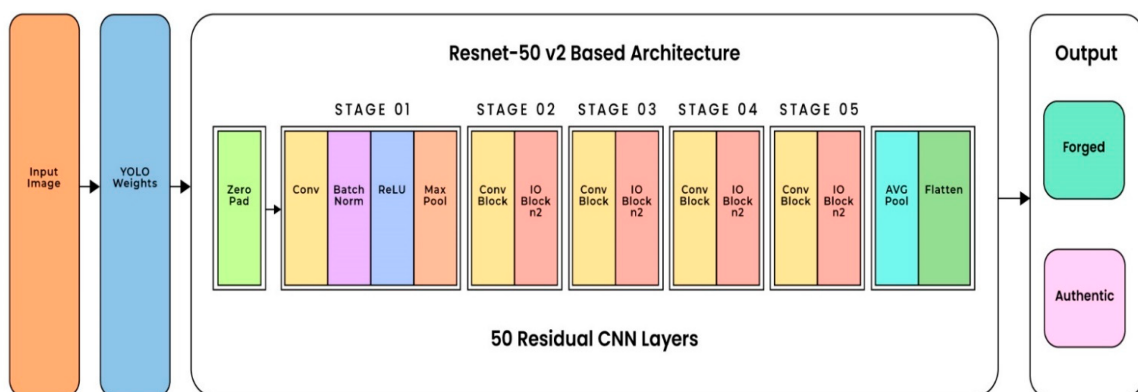 Input
Image
YOLO
Weights
Resnet-50 v2 Based Architecture
STAGE 01
STAGE 02
STAGE 03
STAGE 04
STAGE 05
Zero
Pad
Conv
Batch
Norm
ReLU
Max
Pool
Conv
Block
IO
Block
n2
Conv
Block
IO
Block
n2
Conv
Block
IO
Block
n2
Conv
Block
IO
Block
n2
AVG
Pool
Flatten
50 Residual CNN Layers
Output
Forged
Authentic